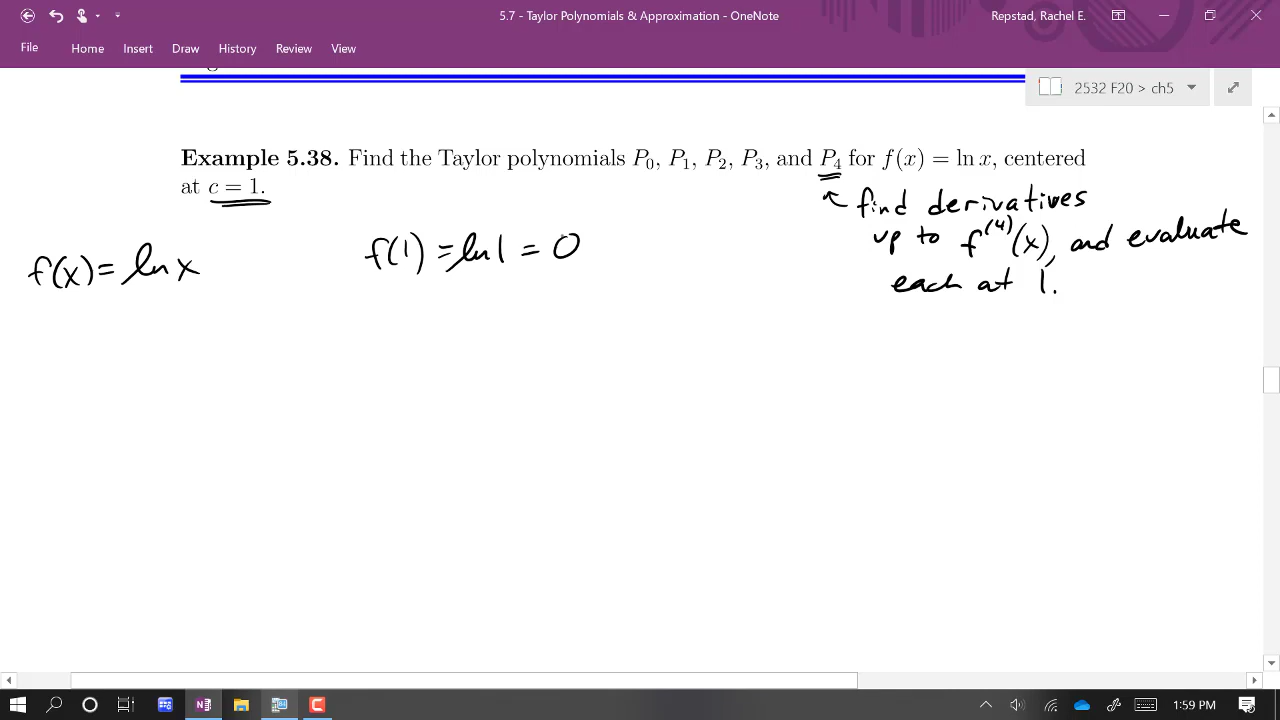 5.7 - Taylor Polynomials & Approximation - OneNote
Repstad, Rachel E.
File Home Insert Draw History Review View
2532 F20 > ch5
Example 5.38. Find the Taylor polynomials P₀, P₁, P₂, P₃, and P₄ for f(x) = ln x, centered
at c = 1.
find derivatives
up to f⁽⁴⁾(x), and evaluate
each at 1.
f(x) = ln x
f(1) = ln 1 = 0
1:59 PM